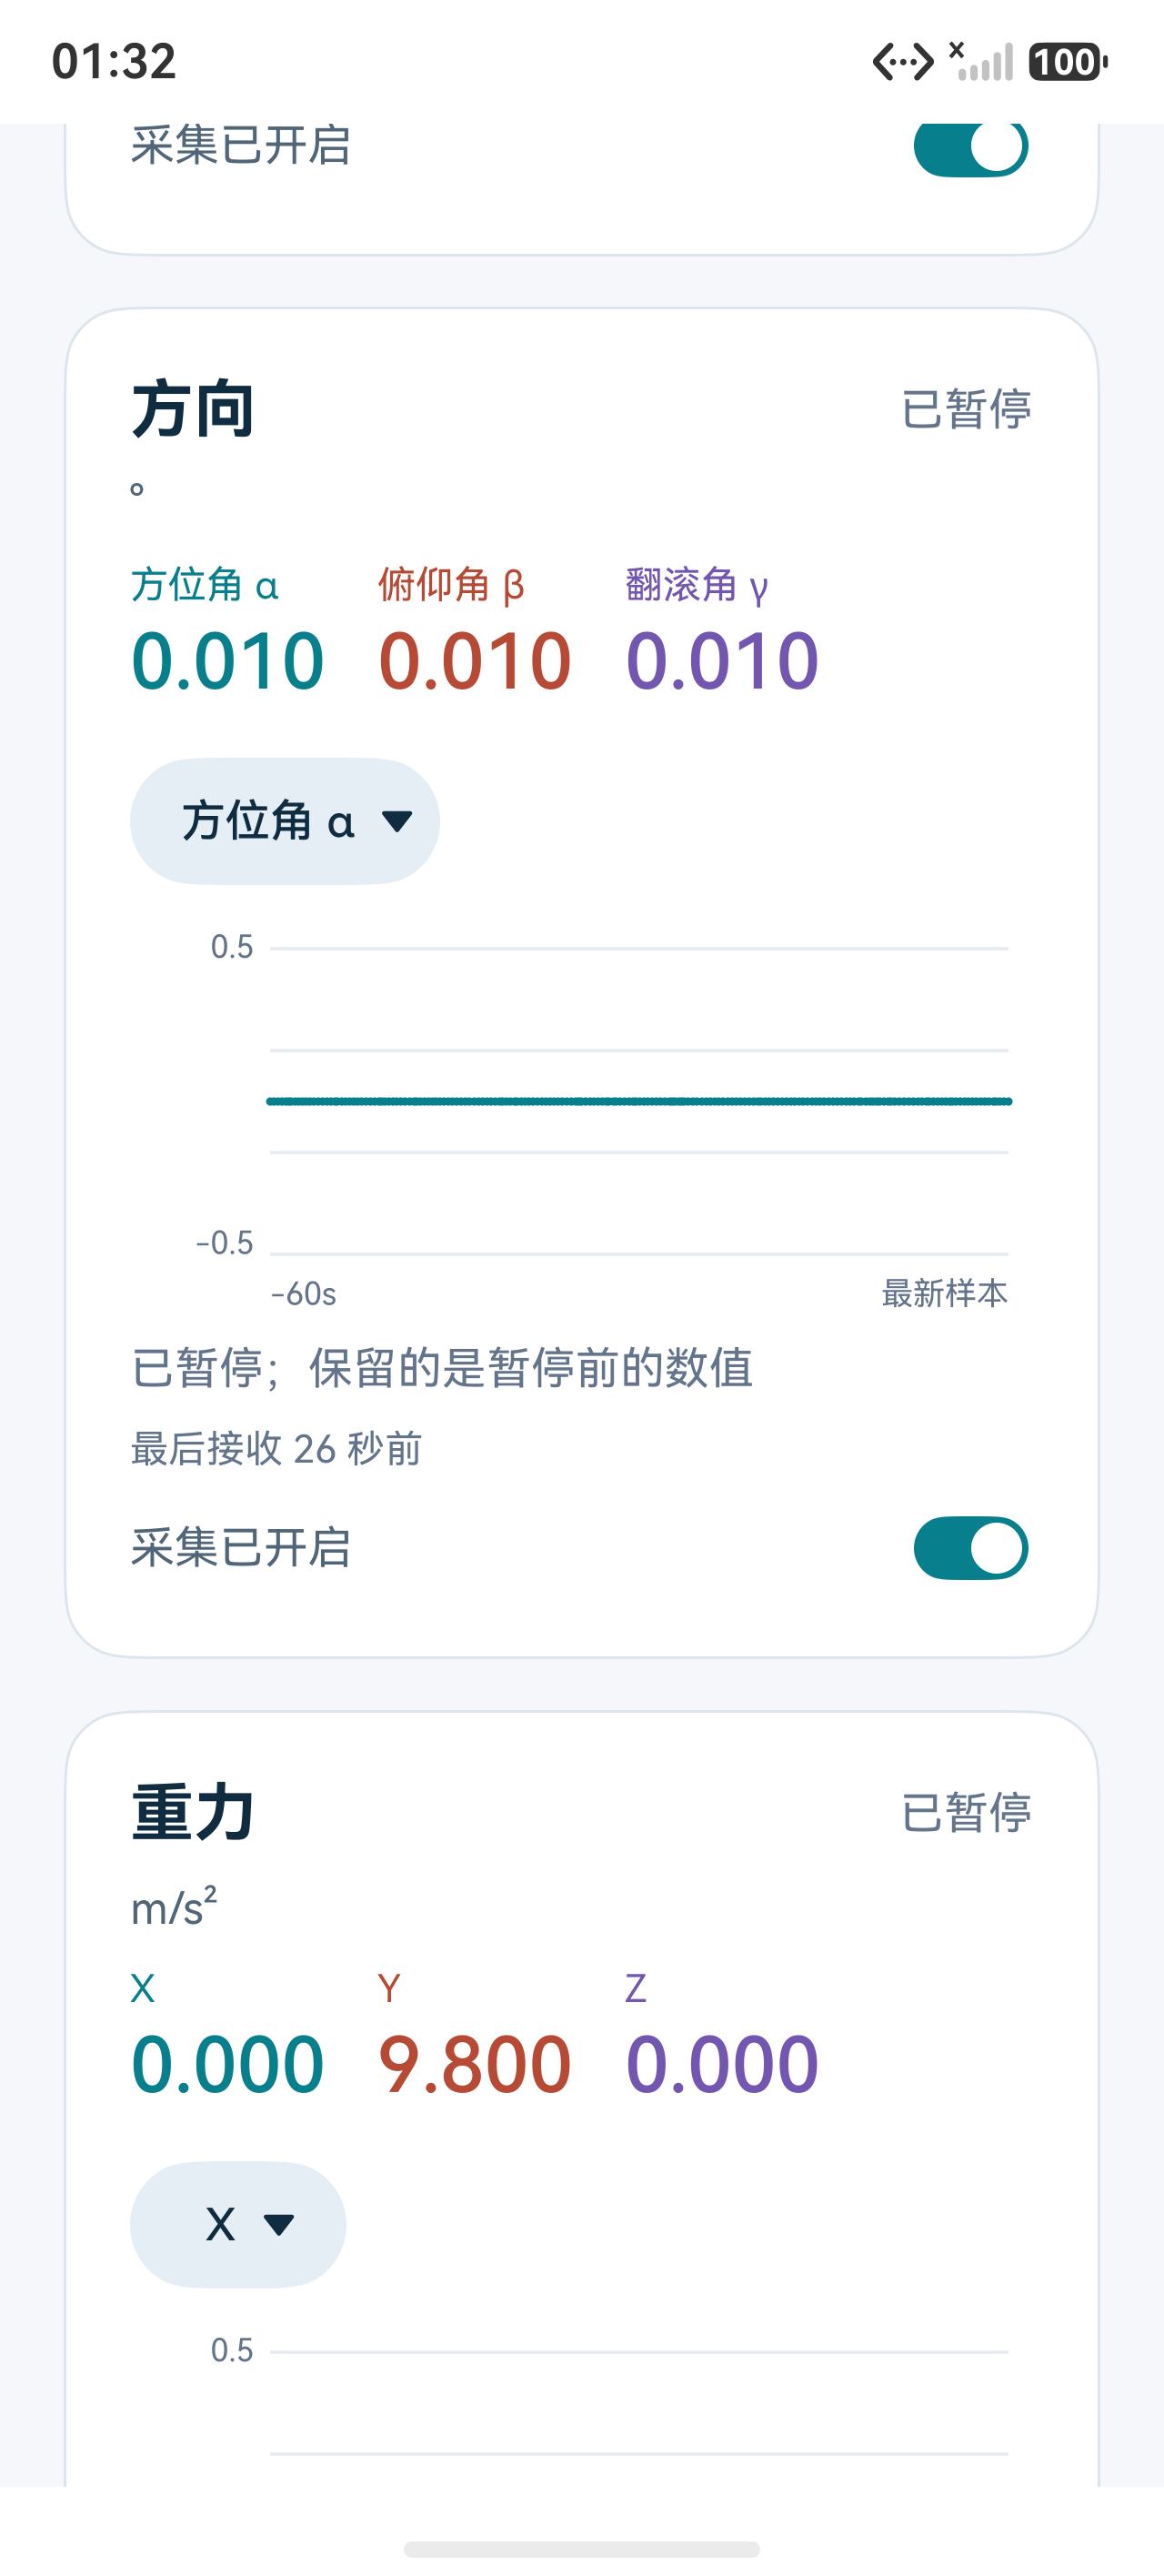 01:32
100
采集已开启
方向
已暂停
°
方位角 α
俯仰角 β
翻滚角 γ
0.010
0.010
0.010
方位角 α
0.5
-0.5
-60s
最新样本
已暂停；保留的是暂停前的数值
最后接收 26 秒前
采集已开启
重力
已暂停
m/s²
X
Y
Z
0.000
9.800
0.000
X
0.5